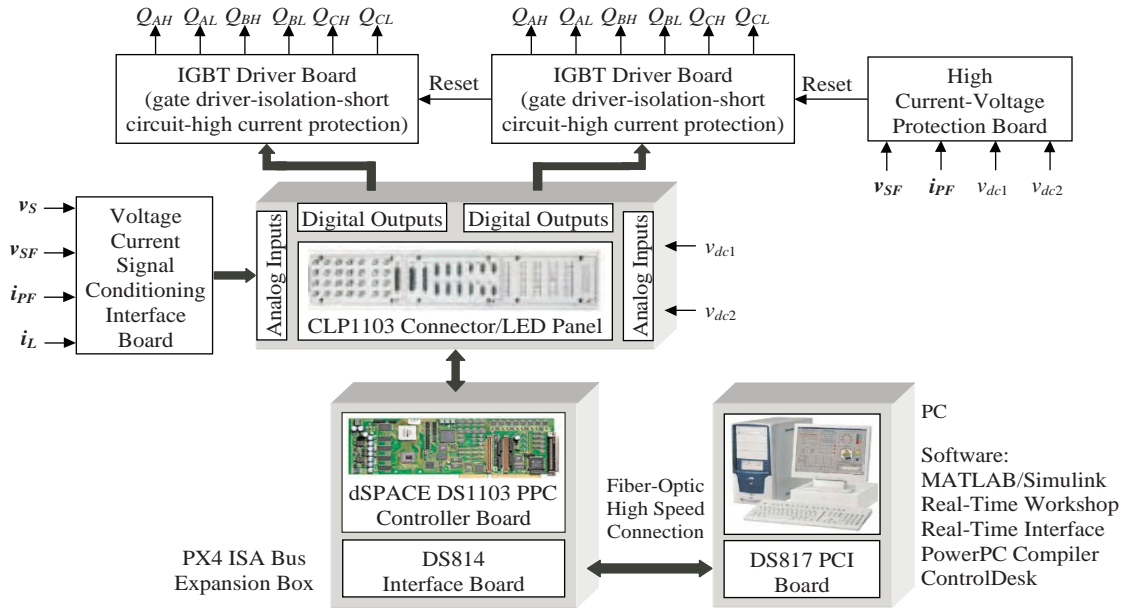 Q_AH Q_AL Q_BH Q_BL Q_CH Q_CL
Q_AH Q_AL Q_BH Q_BL Q_CH Q_CL
IGBT Driver Board
(gate driver-isolation-short
circuit-high current protection)
Reset
IGBT Driver Board
(gate driver-isolation-short
circuit-high current protection)
Reset
High
Current-Voltage
Protection Board
v_SF i_PF v_dc1 v_dc2
v_S
v_SF
i_PF
i_L
Voltage
Current
Signal
Conditioning
Interface
Board
Analog Inputs
Digital Outputs
Digital Outputs
CLP1103 Connector/LED Panel
Analog Inputs
v_dc1
v_dc2
dSPACE DS1103 PPC
Controller Board
DS814
Interface Board
PX4 ISA Bus
Expansion Box
Fiber-Optic
High Speed
Connection
DS817 PCI
Board
PC
Software:
MATLAB/Simulink
Real-Time Workshop
Real-Time Interface
PowerPC Compiler
ControlDesk